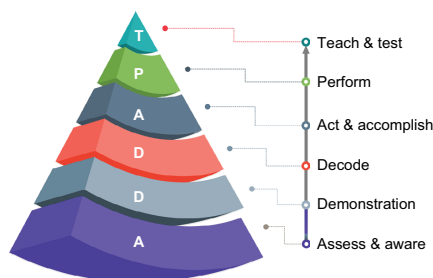 T
Teach & test
P
Perform
A
Act & accomplish
D
Decode
D
Demonstration
A
Assess & aware